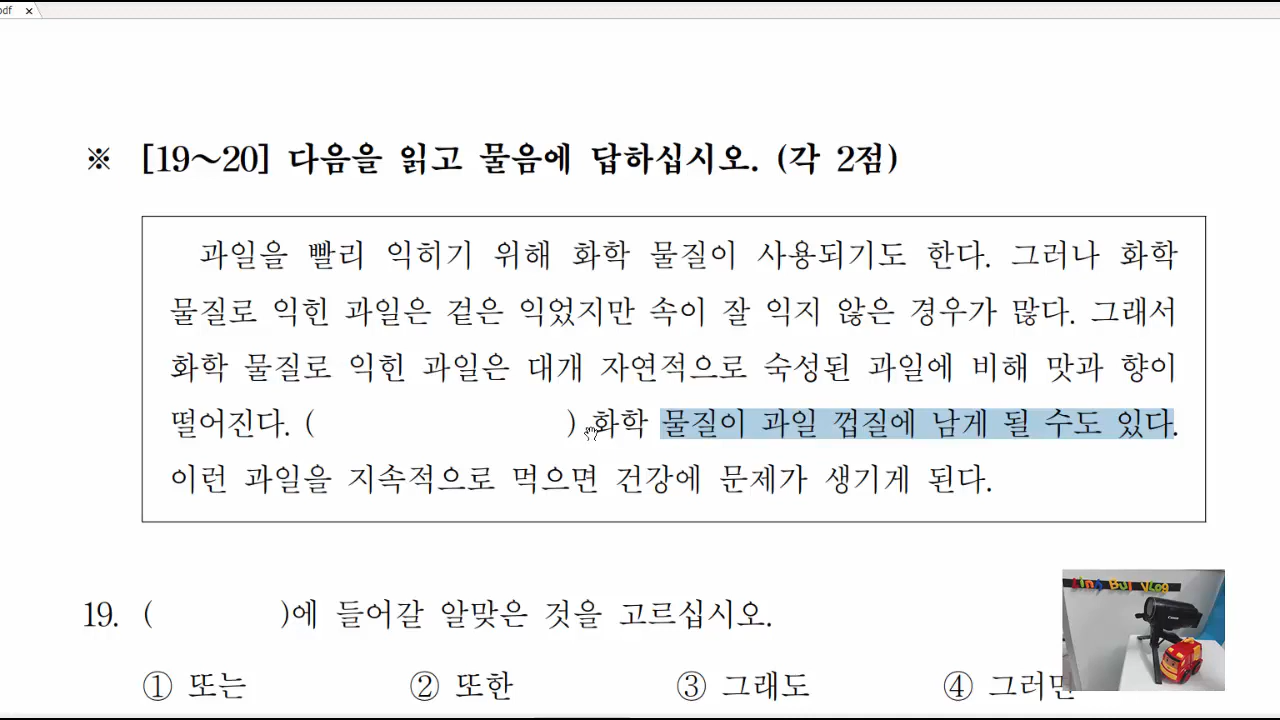 pdf ×
※ [19～20] 다음을 읽고 물음에 답하십시오. (각 2점)
과일을 빨리 익히기 위해 화학 물질이 사용되기도 한다. 그러나 화학
물질로 익힌 과일은 겉은 익었지만 속이 잘 익지 않은 경우가 많다. 그래서
화학 물질로 익힌 과일은 대개 자연적으로 숙성된 과일에 비해 맛과 향이
떨어진다. ( ) 화학 물질이 과일 껍질에 남게 될 수도 있다.
이런 과일을 지속적으로 먹으면 건강에 문제가 생기게 된다.
19. ( )에 들어갈 알맞은 것을 고르십시오.
① 또는 ② 또한 ③ 그래도 ④ 그러면
Linh Bui Vlog
Canon